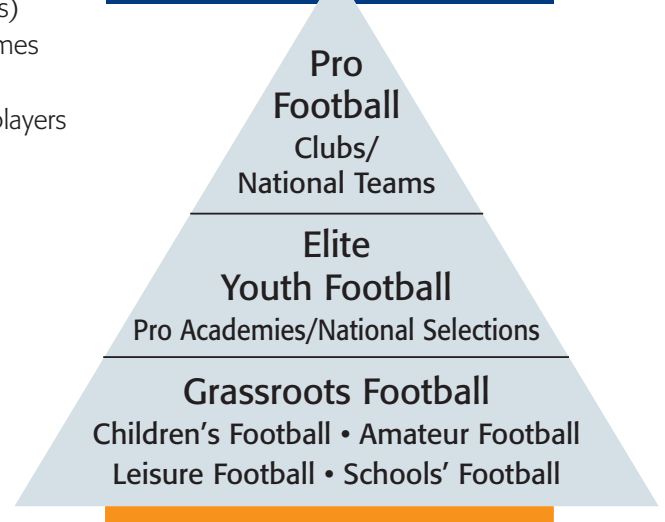 s)
mes
players
Pro
Football
Clubs/
National Teams
Elite
Youth Football
Pro Academies/National Selections
Grassroots Football
Children's Football • Amateur Football
Leisure Football • Schools' Football